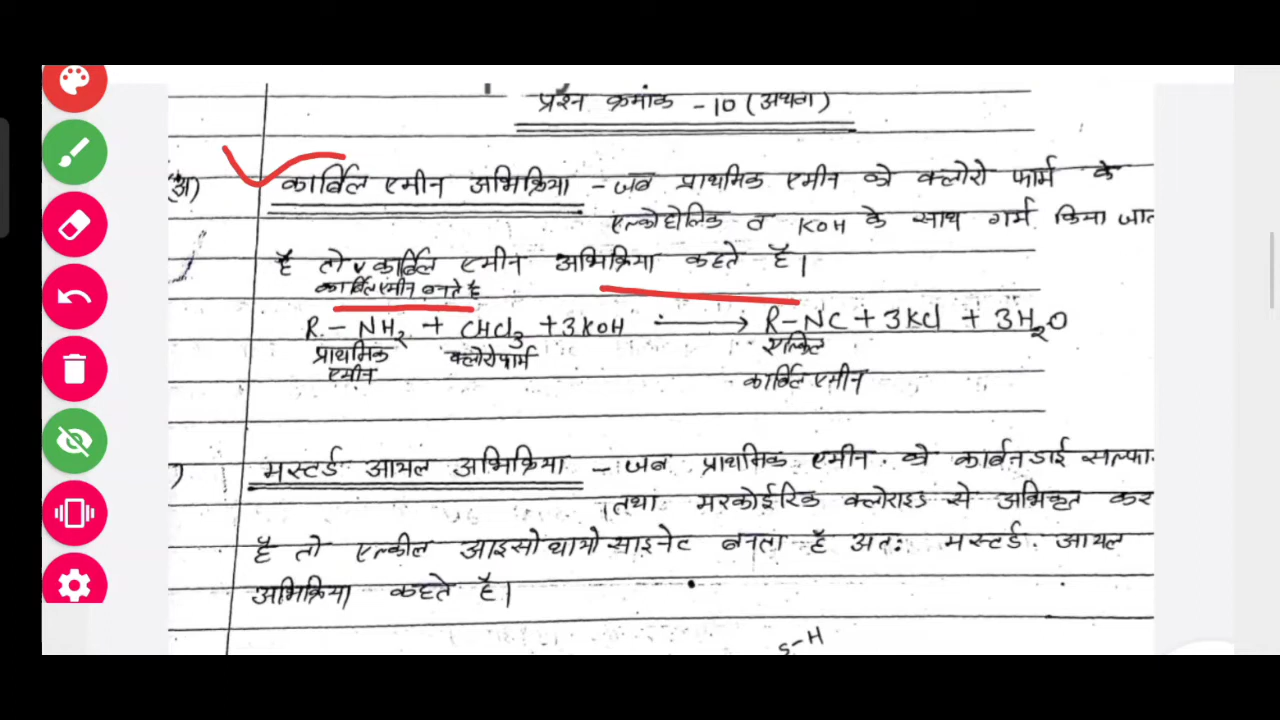 प्रश्न क्रमांक -10 (अथवा)
अ) कार्बिल एमीन अभिक्रिया - जब प्राथमिक एमीन को क्लोरो फार्म के
एल्कोहोलिक व KOH के साथ गर्म किया जात
है तो कार्बिल एमीन अभिक्रिया कहते है।
कार्बिल एमीन बनते है
R-NH₂ + CHCl₃ +3KOH ⟶ R-NC + 3KCl + 3H₂O
प्राथमिक एमीन क्लोरोफार्म एल्किल कार्बिल एमीन
) मस्टर्ड आयल अभिक्रिया - जब प्राथमिक एमीन को कार्बनडाई सल्फा
तथा मरकोईरिक क्लोराइड से अभिकृत कर
है तो एल्कील आइसो थायो साइनेट बनता है अतः मस्टर्ड आयल
अभिक्रिया कहते है।
S-H